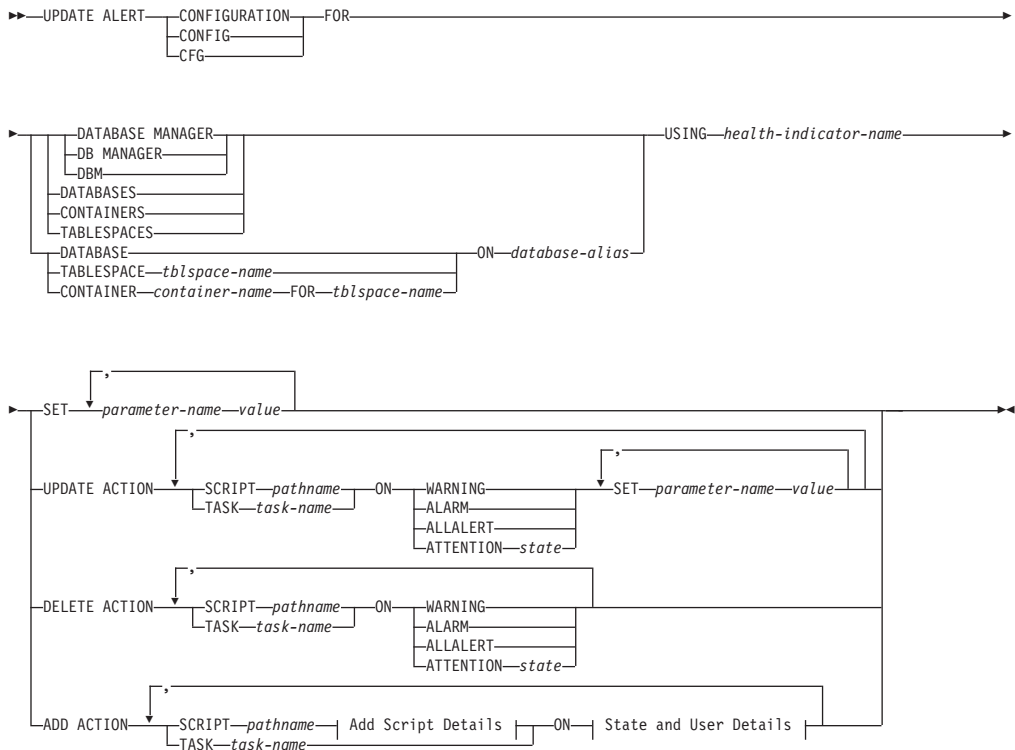 UPDATE ALERT CONFIGURATION FOR
CONFIG
CFG
DATABASE MANAGER USING health-indicator-name
DB MANAGER
DBM
DATABASES
CONTAINERS
TABLESPACES
DATABASE ON database-alias
TABLESPACE tblspace-name
CONTAINER container-name FOR tblspace-name
,
SET parameter-name value
,
,
UPDATE ACTION SCRIPT pathname ON WARNING SET parameter-name value
TASK task-name ALARM
ALLALERT
ATTENTION state
,
DELETE ACTION SCRIPT pathname ON WARNING
TASK task-name ALARM
ALLALERT
ATTENTION state
,
ADD ACTION SCRIPT pathname Add Script Details ON State and User Details
TASK task-name